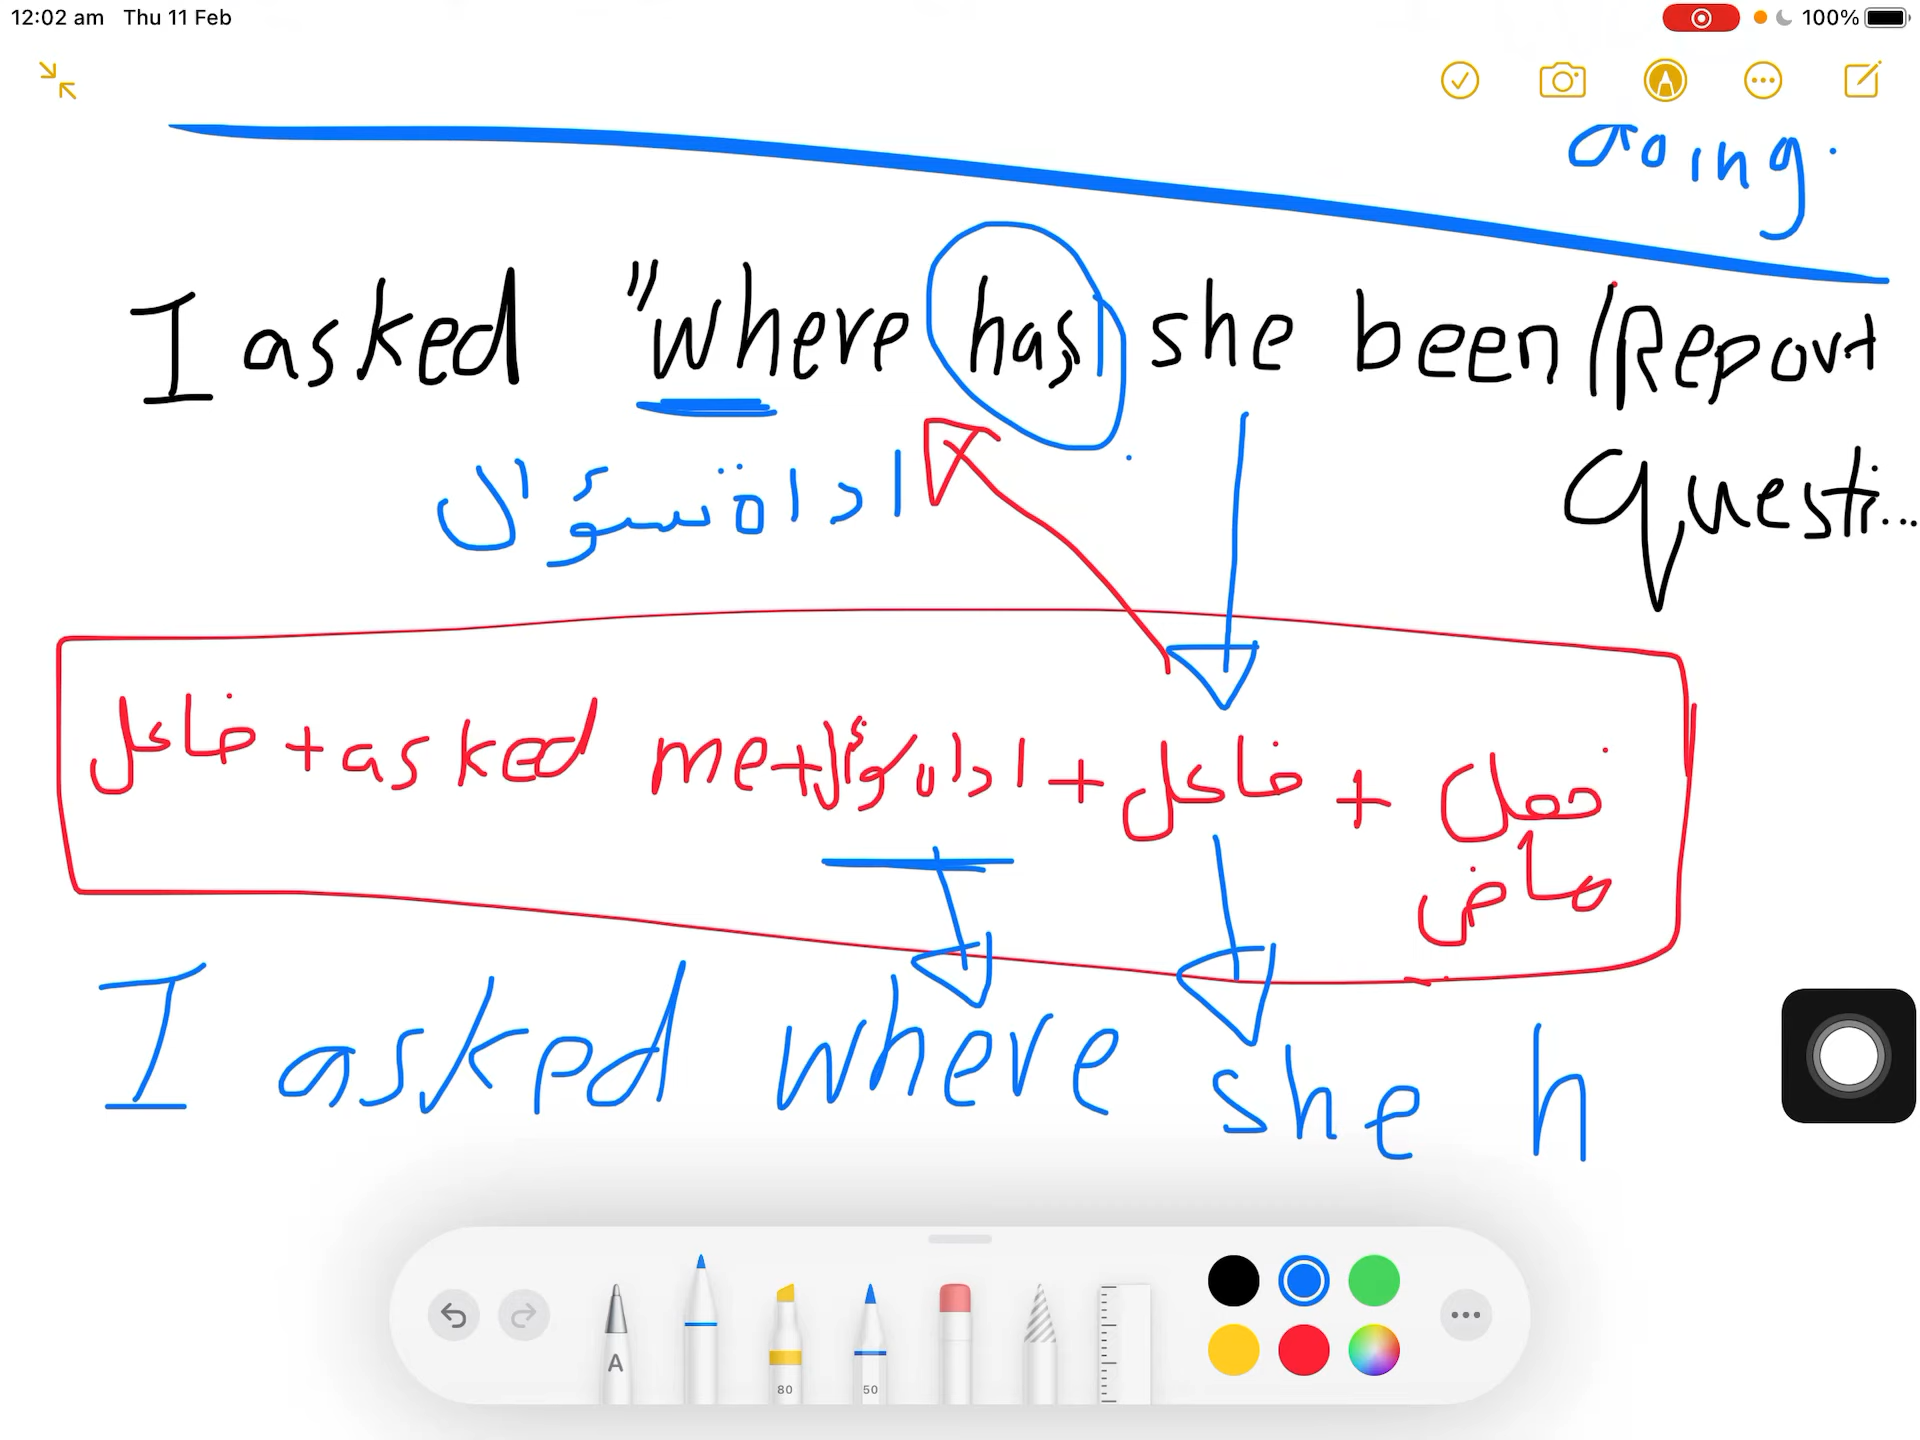 12:02 am Thu 11 Feb
100%
doing.
I asked "where has she been/Report
Questi...
اداة سؤال
فاعل + asked me + اداة سؤال + فاعل + فعل
ماض
I asked where she h
A
80
50